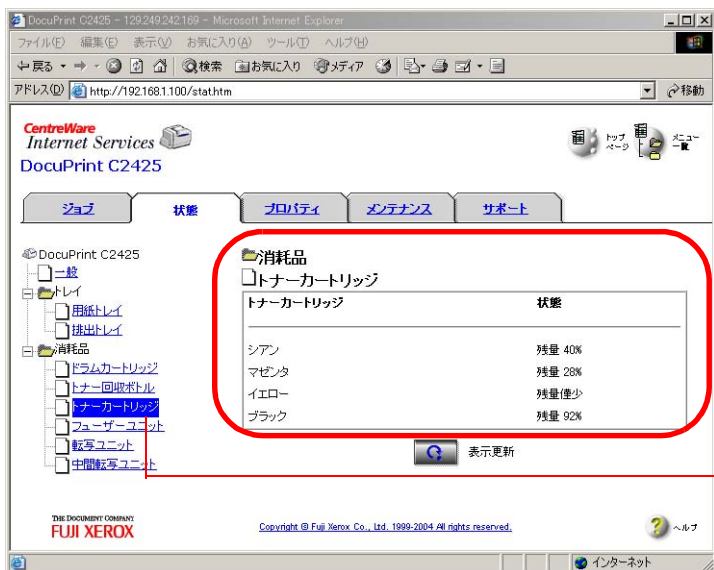 DocuPrint C2425 - 129.249.242.169 - Microsoft Internet Explorer
ファイル(F) 編集(E) 表示(V) お気に入り(A) ツール(T) ヘルプ(H)
戻る 検索 お気に入り メディア
アドレス(D) http://192.168.1.100/stat.htm 移動
CentreWare
Internet Services
DocuPrint C2425
トップページ
メニュー一覧
ジョブ 状態 プロパティ メンテナンス サポート
DocuPrint C2425
一般
トレイ
用紙トレイ
排出トレイ
消耗品
ドラムカートリッジ
トナー回収ボトル
トナーカートリッジ
フューザーユニット
転写ユニット
中間転写ユニット
消耗品
トナーカートリッジ
トナーカートリッジ 状態
シアン 残量 40%
マゼンタ 残量 28%
イエロー 残量僅少
ブラック 残量 92%
表示更新
THE DOCUMENT COMPANY
FUJI XEROX
Copyright © Fuji Xerox Co., Ltd. 1999-2004 All rights reserved.
ヘルプ
インターネット